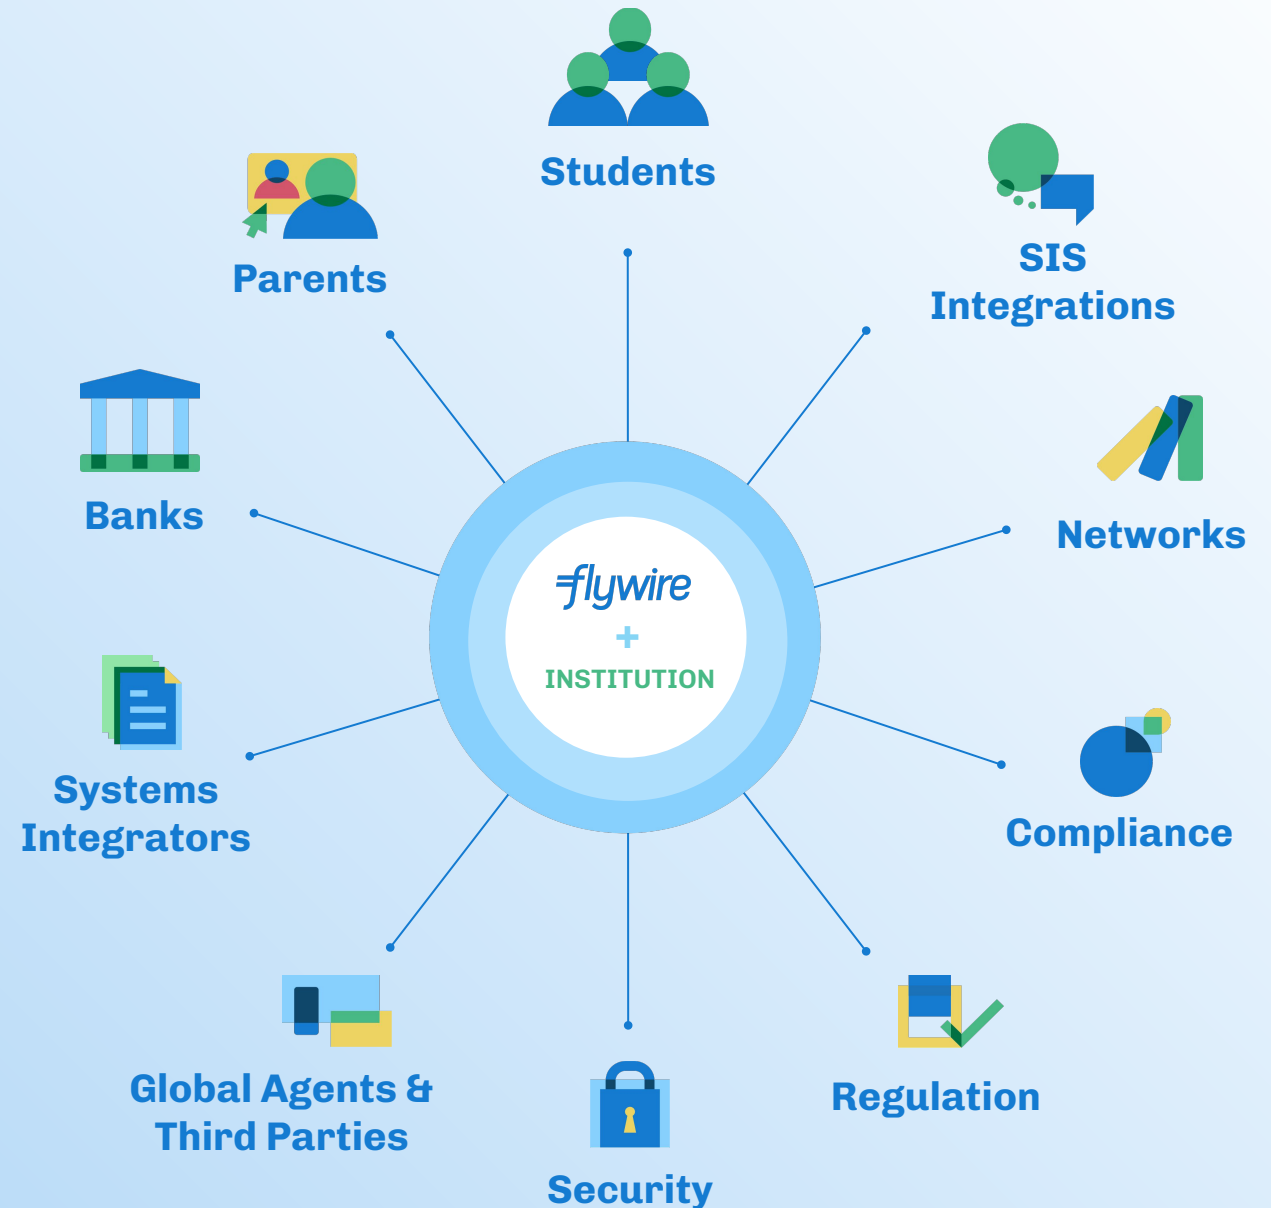 Students
Parents
SIS
Integrations
Banks
Networks
flywire
+
INSTITUTION
Systems
Integrators
Compliance
Global Agents &
Third Parties
Regulation
Security